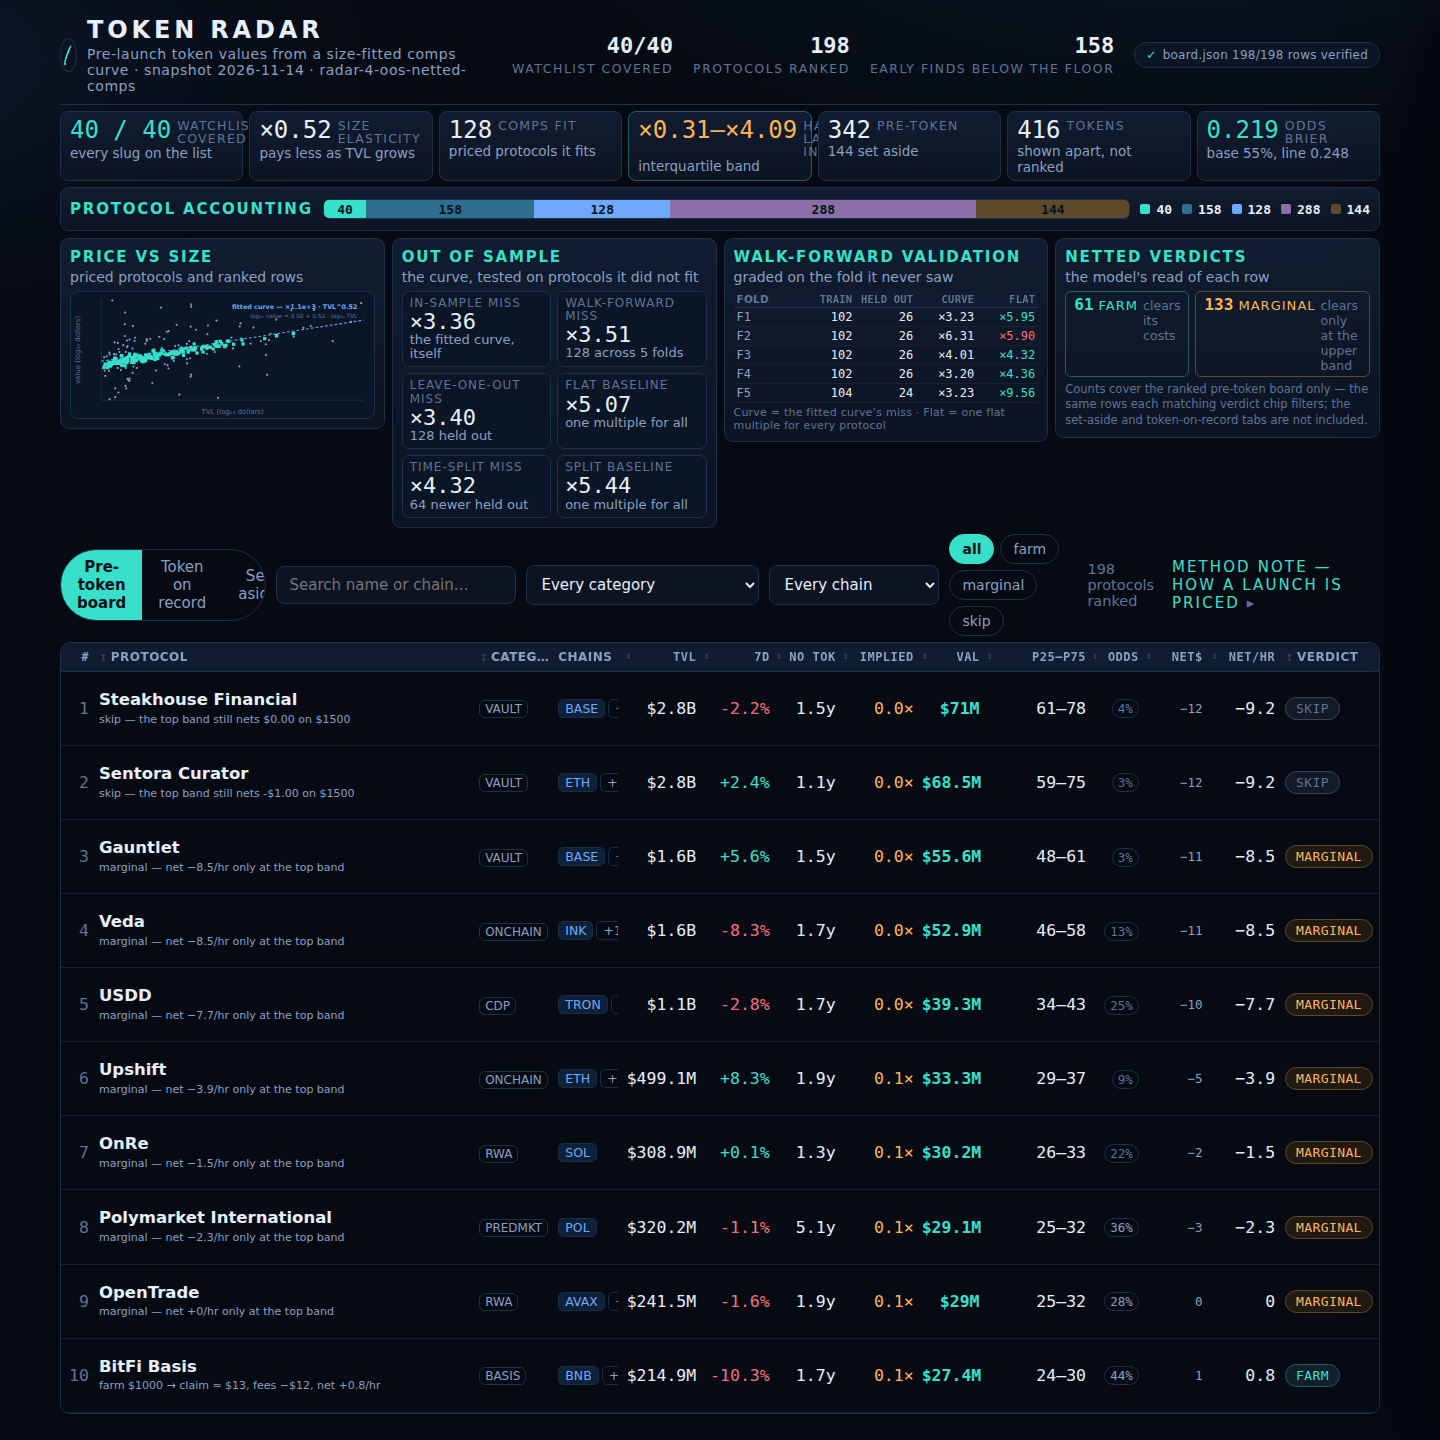 TOKEN RADAR
Pre-launch token values from a size-fitted comps
curve · snapshot 2026-11-14 · radar-4-oos-netted-
comps
40/40
WATCHLIST COVERED
198
PROTOCOLS RANKED
158
EARLY FINDS BELOW THE FLOOR
✓ board.json 198/198 rows verified
40 / 40 WATCHLIS
COVERED
every slug on the list
×0.52 SIZE
ELASTICITY
pays less as TVL grows
128 COMPS FIT
priced protocols it fits
×0.31–×4.09
interquartile band
342 PRE-TOKEN
144 set aside
416 TOKENS
shown apart, not
ranked
0.219 ODDS
BRIER
base 55%, line 0.248
PROTOCOL ACCOUNTING
40 158 128 288 144
40 158 128 288 144
PRICE VS SIZE
priced protocols and ranked rows
fitted curve — ×1.1e+3 · TVL^0.52
log₁₀ value = 3.02 + 0.52 · log₁₀ TVL
value (log₁₀ dollars)
TVL (log₁₀ dollars)
OUT OF SAMPLE
the curve, tested on protocols it did not fit
IN-SAMPLE MISS
×3.36
the fitted curve,
itself
WALK-FORWARD
MISS
×3.51
128 across 5 folds
LEAVE-ONE-OUT
MISS
×3.40
128 held out
FLAT BASELINE
×5.07
one multiple for all
TIME-SPLIT MISS
×4.32
64 newer held out
SPLIT BASELINE
×5.44
one multiple for all
WALK-FORWARD VALIDATION
graded on the fold it never saw
FOLD TRAIN HELD OUT CURVE FLAT
F1 102 26 ×3.23 ×5.95
F2 102 26 ×6.31 ×5.90
F3 102 26 ×4.01 ×4.32
F4 102 26 ×3.20 ×4.36
F5 104 24 ×3.23 ×9.56
Curve = the fitted curve's miss · Flat = one flat
multiple for every protocol
NETTED VERDICTS
the model's read of each row
61 FARM clears
its
costs
133 MARGINAL clears
only
at the
upper
band
Counts cover the ranked pre-token board only — the
same rows each matching verdict chip filters; the
set-aside and token-on-record tabs are not included.
Pre-
token
board
Token
on
record
Se
asid
Search name or chain…
Every category
Every chain
all farm
marginal
skip
198
protocols
ranked
METHOD NOTE —
HOW A LAUNCH IS
PRICED ▸
# ↕ PROTOCOL ↕ CATEG… CHAINS ↕ TVL ↕ 7D ↕ NO TOK ↕ IMPLIED ↕ VAL ↕ P25–P75 ↕ ODDS ↕ NET$ ↕ NET/HR ↕ VERDICT
1 Steakhouse Financial VAULT BASE $2.8B -2.2% 1.5y 0.0× $71M 61–78 4% −12 −9.2 SKIP
skip — the top band still nets $0.00 on $1500
2 Sentora Curator VAULT ETH + $2.8B +2.4% 1.1y 0.0× $68.5M 59–75 3% −12 −9.2 SKIP
skip — the top band still nets -$1.00 on $1500
3 Gauntlet VAULT BASE $1.6B +5.6% 1.5y 0.0× $55.6M 48–61 3% −11 −8.5 MARGINAL
marginal — net −8.5/hr only at the top band
4 Veda ONCHAIN INK +1 $1.6B -8.3% 1.7y 0.0× $52.9M 46–58 13% −11 −8.5 MARGINAL
marginal — net −8.5/hr only at the top band
5 USDD CDP TRON $1.1B -2.8% 1.7y 0.0× $39.3M 34–43 25% −10 −7.7 MARGINAL
marginal — net −7.7/hr only at the top band
6 Upshift ONCHAIN ETH + $499.1M +8.3% 1.9y 0.1× $33.3M 29–37 9% −5 −3.9 MARGINAL
marginal — net −3.9/hr only at the top band
7 OnRe RWA SOL $308.9M +0.1% 1.3y 0.1× $30.2M 26–33 22% −2 −1.5 MARGINAL
marginal — net −1.5/hr only at the top band
8 Polymarket International PREDMKT POL $320.2M -1.1% 5.1y 0.1× $29.1M 25–32 36% −3 −2.3 MARGINAL
marginal — net −2.3/hr only at the top band
9 OpenTrade RWA AVAX $241.5M -1.6% 1.9y 0.1× $29M 25–32 28% 0 0 MARGINAL
marginal — net +0/hr only at the top band
10 BitFi Basis BASIS BNB + $214.9M -10.3% 1.7y 0.1× $27.4M 24–30 44% 1 0.8 FARM
farm $1000 → claim ≈ $13, fees −$12, net +0.8/hr